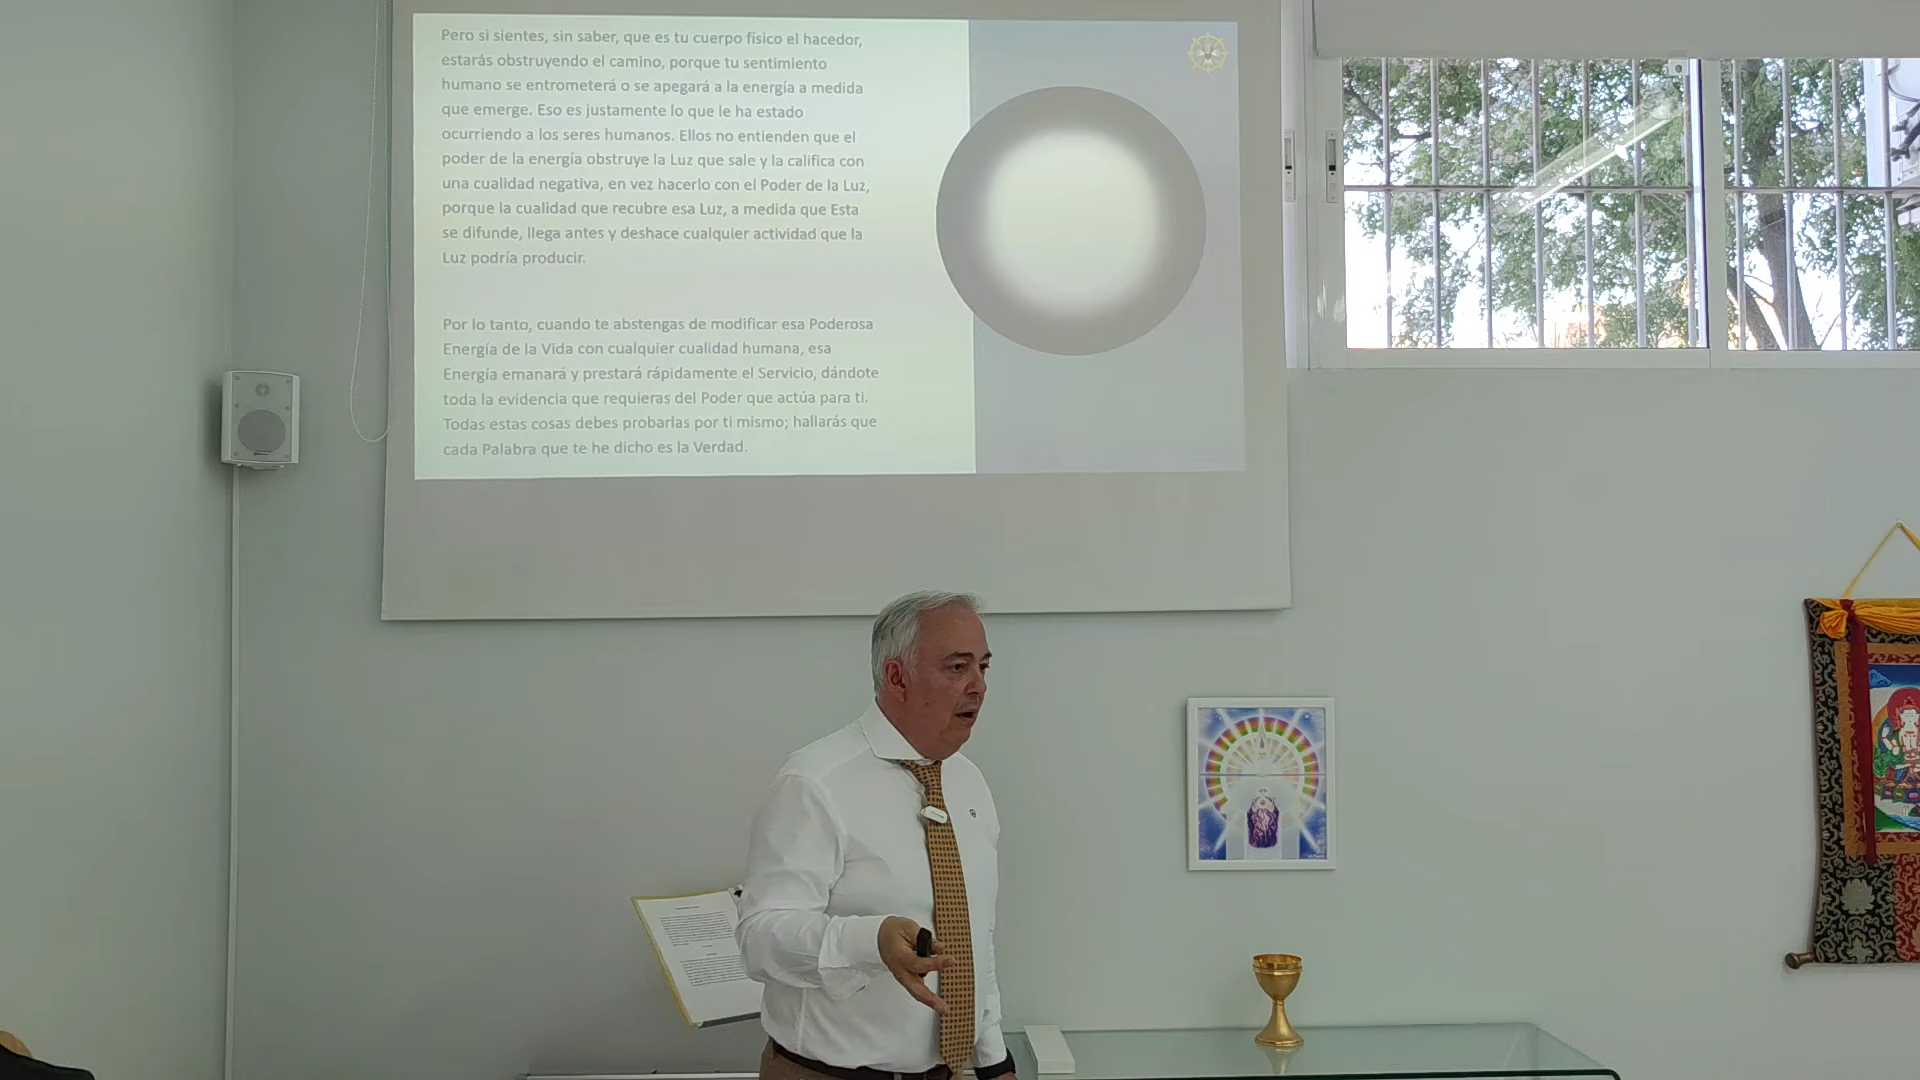 Pero si sientes, sin saber, que es tu cuerpo físico el hacedor,
estarás obstruyendo el camino, porque tu sentimiento
humano se entrometerá o se apegará a la energía a medida
que emerge. Eso es justamente lo que le ha estado
ocurriendo a los seres humanos. Ellos no entienden que el
poder de la energía obstruye la Luz que sale y la califica con
una cualidad negativa, en vez hacerlo con el Poder de la Luz,
porque la cualidad que recubre esa Luz, a medida que Esta
se difunde, llega antes y deshace cualquier actividad que la
Luz podría producir.
Por lo tanto, cuando te abstengas de modificar esa Poderosa
Energía de la Vida con cualquier cualidad humana, esa
Energía emanará y prestará rápidamente el Servicio, dándote
toda la evidencia que requieras del Poder que actúa para ti.
Todas estas cosas debes probarlas por ti mismo; hallarás que
cada Palabra que te he dicho es la Verdad.